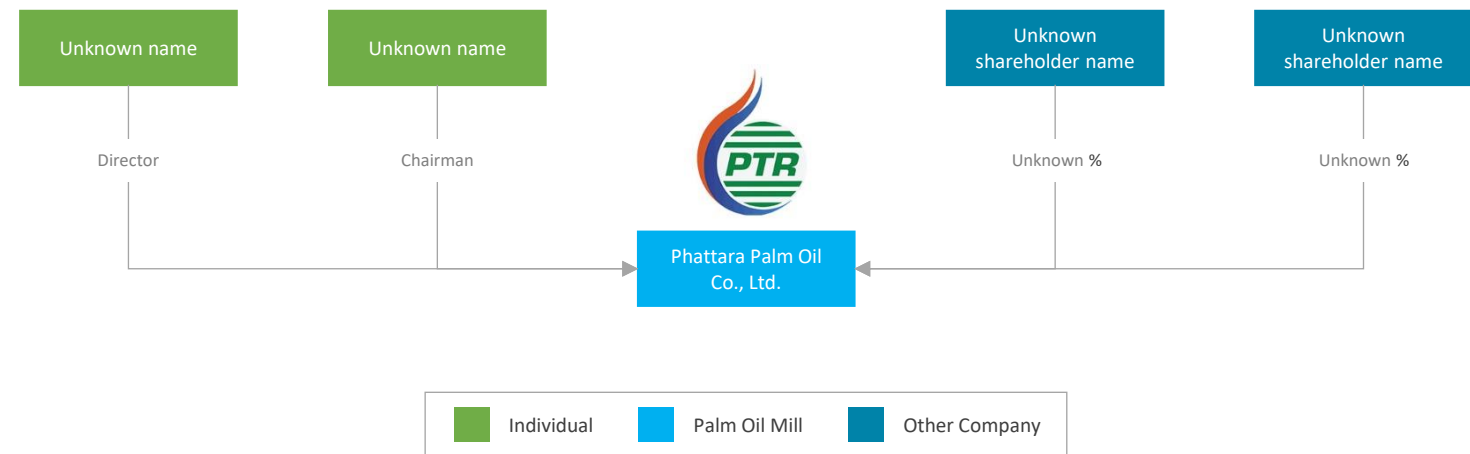 Unknown name
Unknown name
Unknown
shareholder name
Unknown
shareholder name
Director
Chairman
PTR
Unknown %
Unknown %
Phattara Palm Oil
Co., Ltd.
Individual
Palm Oil Mill
Other Company